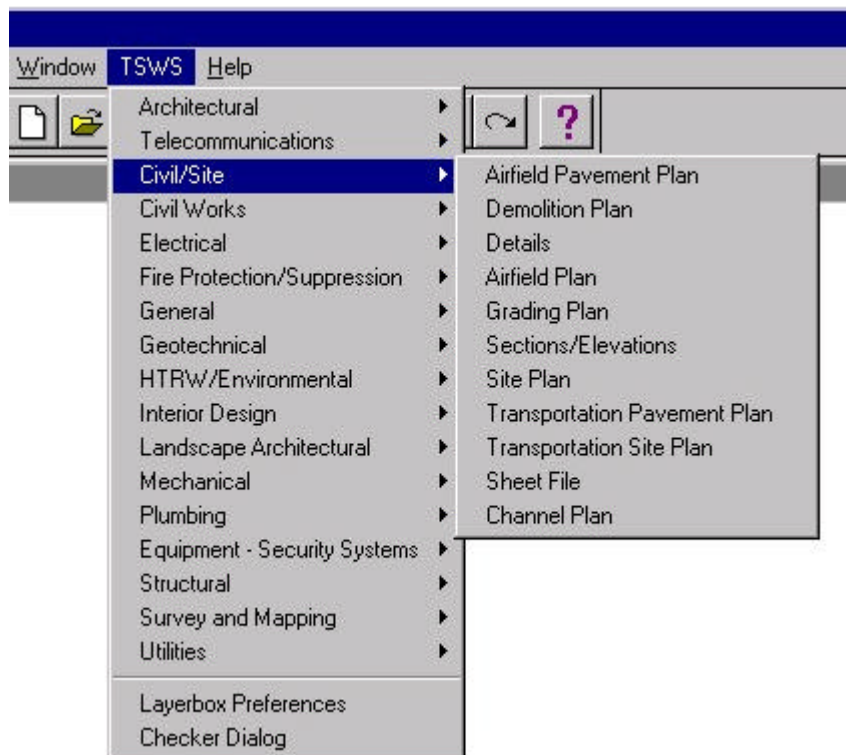 Window TSWS Help
?
Architectural
Telecommunications
Civil/Site
Civil Works
Electrical
Fire Protection/Suppression
General
Geotechnical
HTRW/Environmental
Interior Design
Landscape Architectural
Mechanical
Plumbing
Equipment - Security Systems
Structural
Survey and Mapping
Utilities
Layerbox Preferences
Checker Dialog
Airfield Pavement Plan
Demolition Plan
Details
Airfield Plan
Grading Plan
Sections/Elevations
Site Plan
Transportation Pavement Plan
Transportation Site Plan
Sheet File
Channel Plan